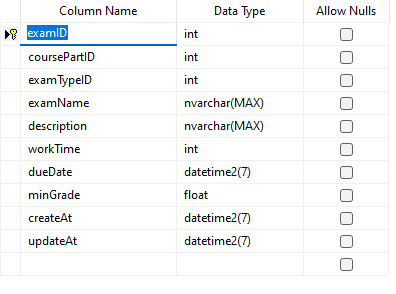 Column Name Data Type Allow Nulls
examID int
coursePartID int
examTypeID int
examName nvarchar(MAX)
description nvarchar(MAX)
workTime int
dueDate datetime2(7)
minGrade float
createAt datetime2(7)
updateAt datetime2(7)